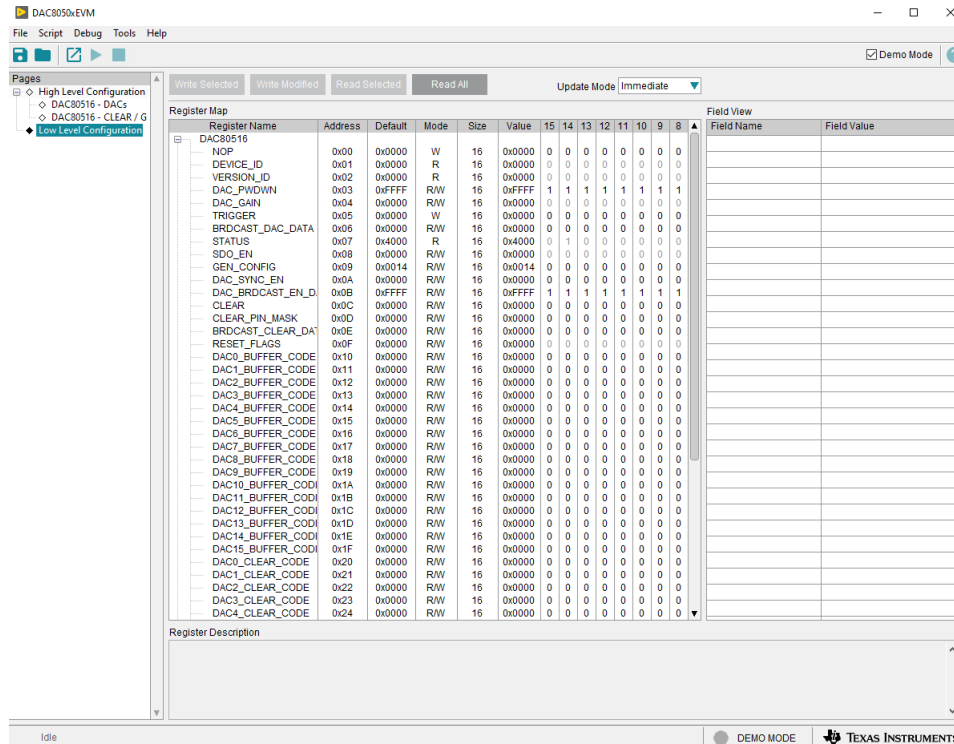 DAC8050xEVM
File Script Debug Tools Help
Demo Mode
Pages
High Level Configuration
DAC80516 - DACs
DAC80516 - CLEAR / G
Low Level Configuration
Write Selected Write Modified Read Selected Read All Update Mode Immediate
Register Map
Register Name Address Default Mode Size Value 15 14 13 12 11 10 9 8
DAC80516
NOP 0x00 0x0000 W 16 0x0000 0 0 0 0 0 0 0 0
DEVICE_ID 0x01 0x0000 R 16 0x0000 0 0 0 0 0 0 0 0
VERSION_ID 0x02 0x0000 R 16 0x0000 0 0 0 0 0 0 0 0
DAC_PWDWN 0x03 0xFFFF R/W 16 0xFFFF 1 1 1 1 1 1 1 1
DAC_GAIN 0x04 0x0000 R/W 16 0x0000 0 0 0 0 0 0 0 0
TRIGGER 0x05 0x0000 W 16 0x0000 0 0 0 0 0 0 0 0
BRDCAST_DAC_DATA 0x06 0x0000 R/W 16 0x0000 0 0 0 0 0 0 0 0
STATUS 0x07 0x4000 R 16 0x4000 0 1 0 0 0 0 0 0
SDO_EN 0x08 0x0000 R/W 16 0x0000 0 0 0 0 0 0 0 0
GEN_CONFIG 0x09 0x0014 R/W 16 0x0014 0 0 0 0 0 0 0 0
DAC_SYNC_EN 0x0A 0x0000 R/W 16 0x0000 0 0 0 0 0 0 0 0
DAC_BRDCAST_EN_D 0x0B 0xFFFF R/W 16 0xFFFF 1 1 1 1 1 1 1 1
CLEAR 0x0C 0x0000 R/W 16 0x0000 0 0 0 0 0 0 0 0
CLEAR_PIN_MASK 0x0D 0x0000 R/W 16 0x0000 0 0 0 0 0 0 0 0
BRDCAST_CLEAR_DAT 0x0E 0x0000 R/W 16 0x0000 0 0 0 0 0 0 0 0
RESET_FLAGS 0x0F 0x0000 R/W 16 0x0000 0 0 0 0 0 0 0 0
DAC0_BUFFER_CODE 0x10 0x0000 R/W 16 0x0000 0 0 0 0 0 0 0 0
DAC1_BUFFER_CODE 0x11 0x0000 R/W 16 0x0000 0 0 0 0 0 0 0 0
DAC2_BUFFER_CODE 0x12 0x0000 R/W 16 0x0000 0 0 0 0 0 0 0 0
DAC3_BUFFER_CODE 0x13 0x0000 R/W 16 0x0000 0 0 0 0 0 0 0 0
DAC4_BUFFER_CODE 0x14 0x0000 R/W 16 0x0000 0 0 0 0 0 0 0 0
DAC5_BUFFER_CODE 0x15 0x0000 R/W 16 0x0000 0 0 0 0 0 0 0 0
DAC6_BUFFER_CODE 0x16 0x0000 R/W 16 0x0000 0 0 0 0 0 0 0 0
DAC7_BUFFER_CODE 0x17 0x0000 R/W 16 0x0000 0 0 0 0 0 0 0 0
DAC8_BUFFER_CODE 0x18 0x0000 R/W 16 0x0000 0 0 0 0 0 0 0 0
DAC9_BUFFER_CODE 0x19 0x0000 R/W 16 0x0000 0 0 0 0 0 0 0 0
DAC10_BUFFER_CODI 0x1A 0x0000 R/W 16 0x0000 0 0 0 0 0 0 0 0
DAC11_BUFFER_CODI 0x1B 0x0000 R/W 16 0x0000 0 0 0 0 0 0 0 0
DAC12_BUFFER_CODI 0x1C 0x0000 R/W 16 0x0000 0 0 0 0 0 0 0 0
DAC13_BUFFER_CODI 0x1D 0x0000 R/W 16 0x0000 0 0 0 0 0 0 0 0
DAC14_BUFFER_CODI 0x1E 0x0000 R/W 16 0x0000 0 0 0 0 0 0 0 0
DAC15_BUFFER_CODI 0x1F 0x0000 R/W 16 0x0000 0 0 0 0 0 0 0 0
DAC0_CLEAR_CODE 0x20 0x0000 R/W 16 0x0000 0 0 0 0 0 0 0 0
DAC1_CLEAR_CODE 0x21 0x0000 R/W 16 0x0000 0 0 0 0 0 0 0 0
DAC2_CLEAR_CODE 0x22 0x0000 R/W 16 0x0000 0 0 0 0 0 0 0 0
DAC3_CLEAR_CODE 0x23 0x0000 R/W 16 0x0000 0 0 0 0 0 0 0 0
DAC4_CLEAR_CODE 0x24 0x0000 R/W 16 0x0000 0 0 0 0 0 0 0 0
Field View
Field Name Field Value
Register Description
Idle DEMO MODE TEXAS INSTRUMENTS